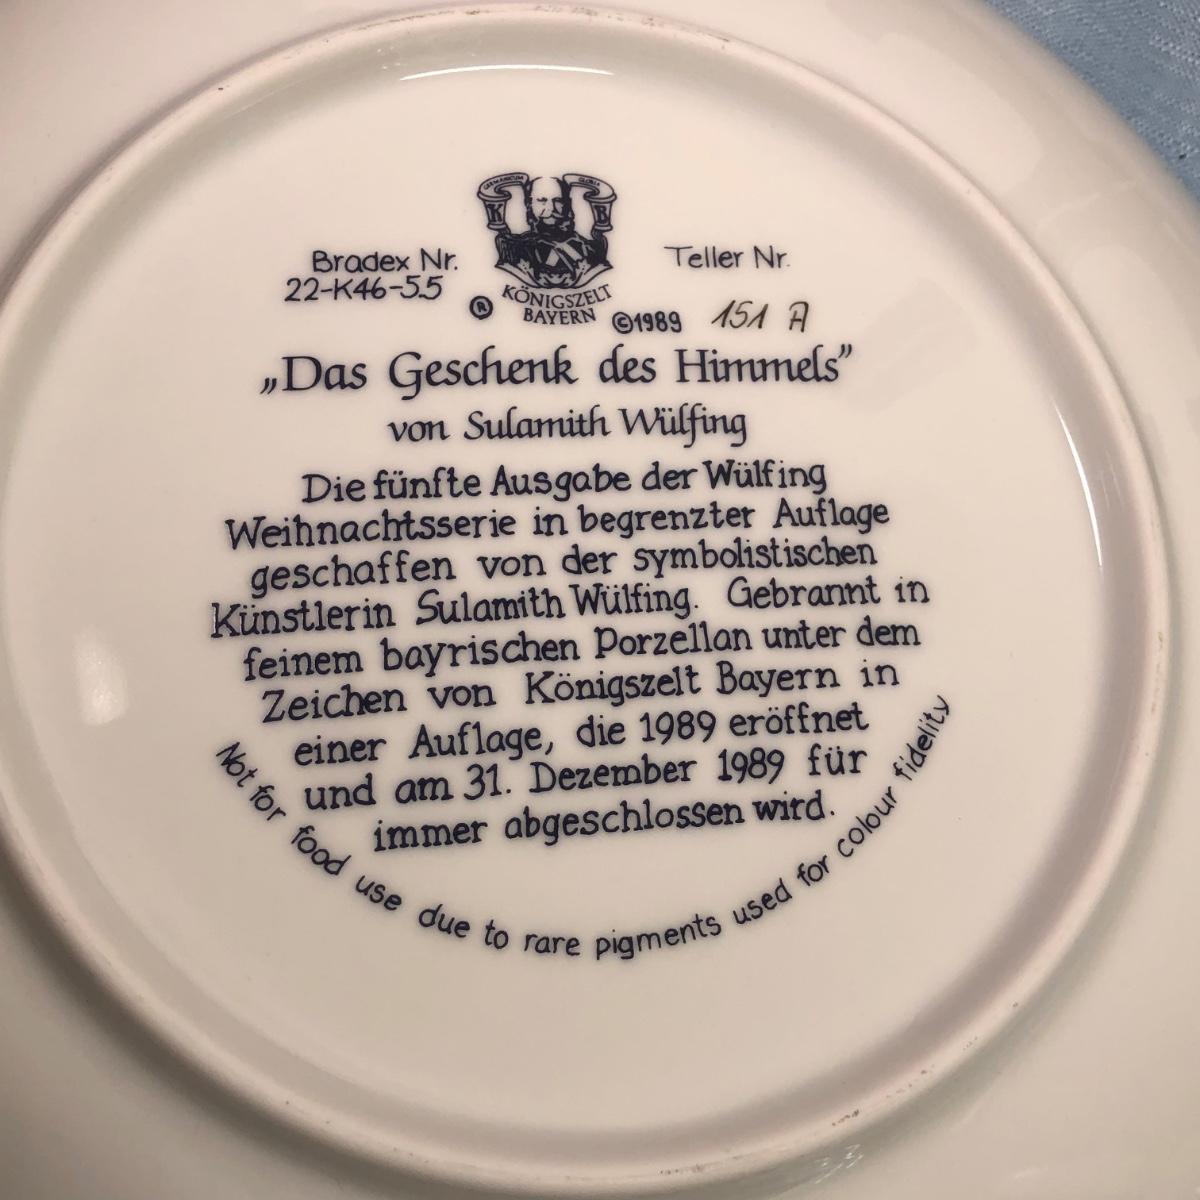 GERMANICUM GLORIA
K B
Bradex Nr.
22-K46-5.5
Teller Nr.
®
KÖNIGSZELT
BAYERN
©1989
151 A
„Das Geschenk des Himmels”
von Sulamith Wülfing
Die fünfte Ausgabe der Wülfing
Weihnachtsserie in begrenzter Auflage
geschaffen von der symbolistischen
Künstlerin Sulamith Wülfing. Gebrannt in
feinem bayrischen Porzellan unter dem
Zeichen von Königszelt Bayern in
einer Auflage, die 1989 eröffnet
und am 31. Dezember 1989 für
immer abgeschlossen wird.
Not for food use due to rare pigments used for colour fidelity